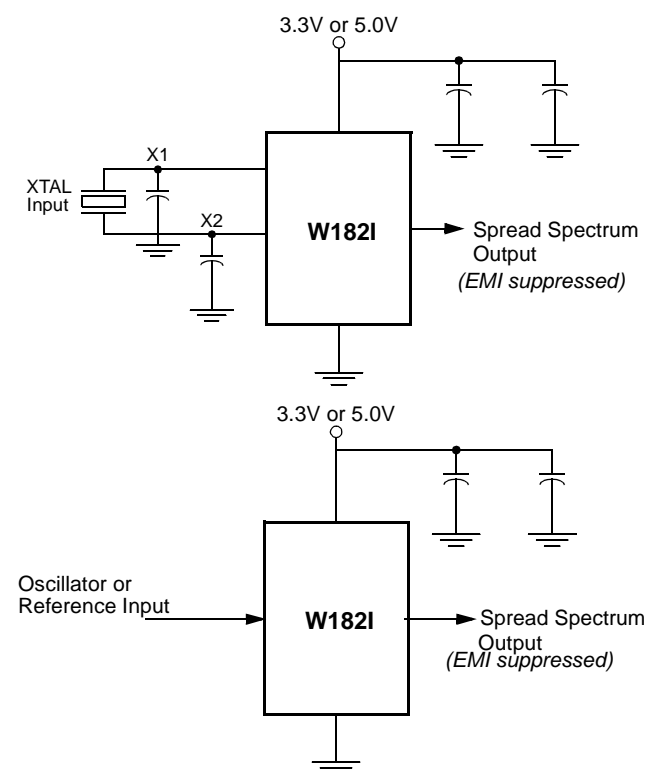 3.3V or 5.0V
X1
XTAL
Input
X2
W182I
Spread Spectrum
Output
(EMI suppressed)
3.3V or 5.0V
Oscillator or
Reference Input
W182I
Spread Spectrum
Output
(EMI suppressed)